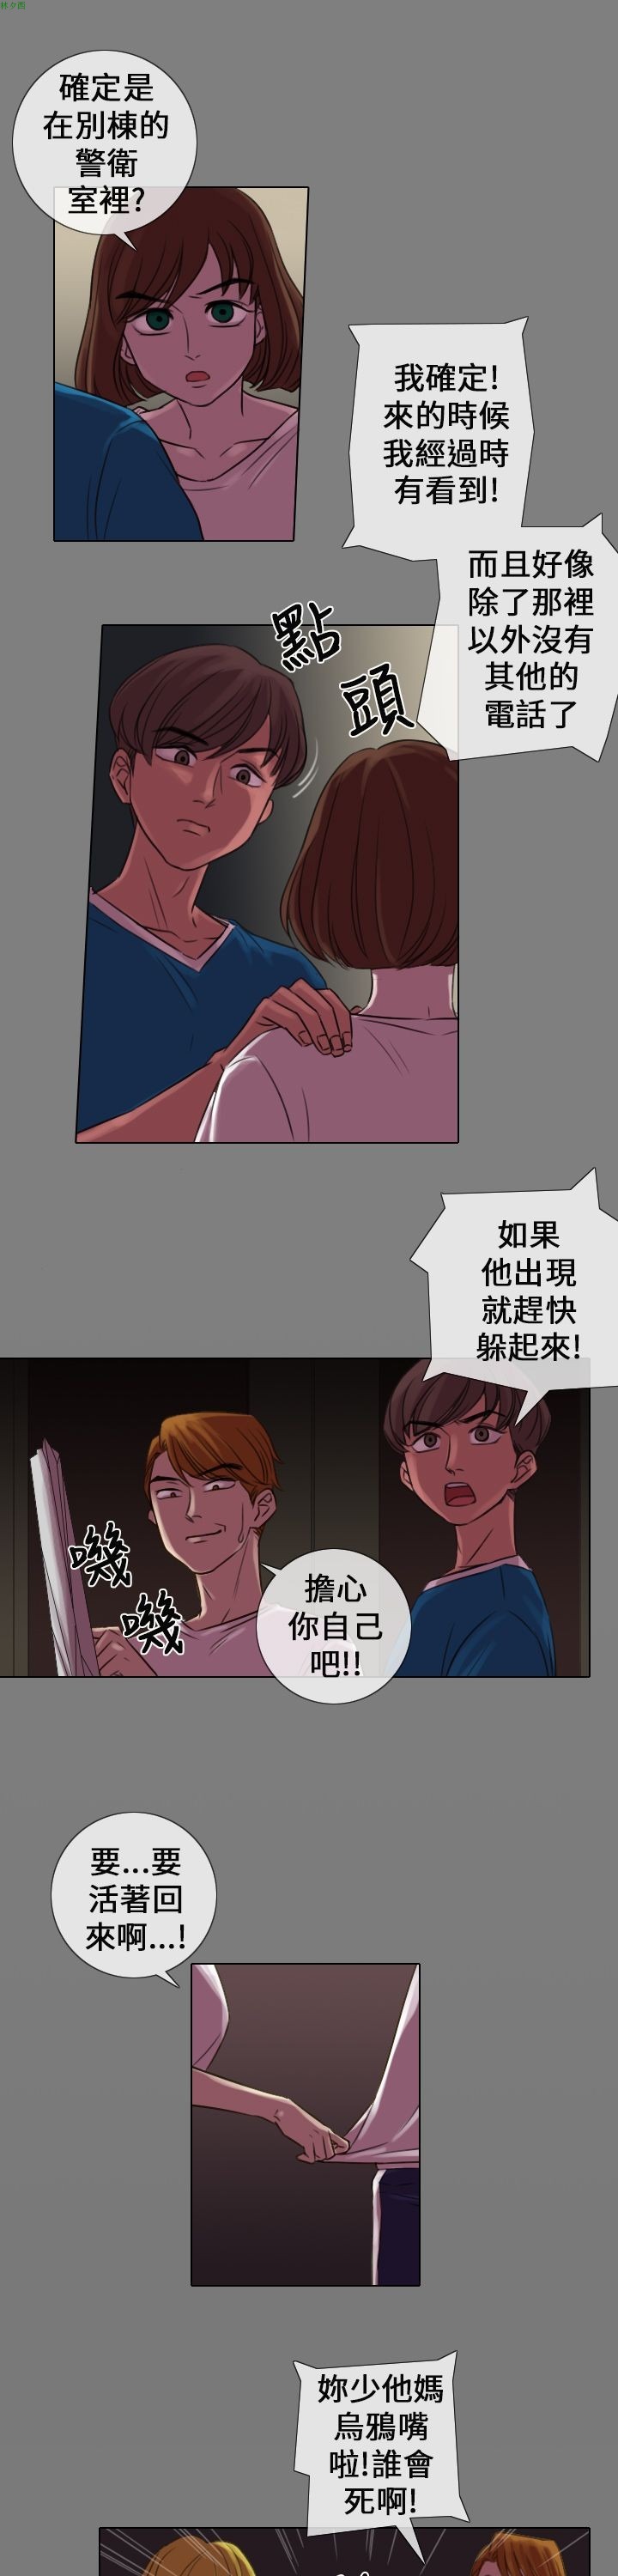 林夕阁
確定是
在別棟的
警衛
室裡?
我確定!
來的時候
我經過時
有看到!
而且好像
除了那裡
以外沒有
其他的
電話了
點
頭
如果
他出現
就趕快
躲起來!
嘰
嘰
擔心
你自己
吧!!
要...要
活著回
來啊...!
妳少他媽
烏鴉嘴
啦!誰會
死啊!